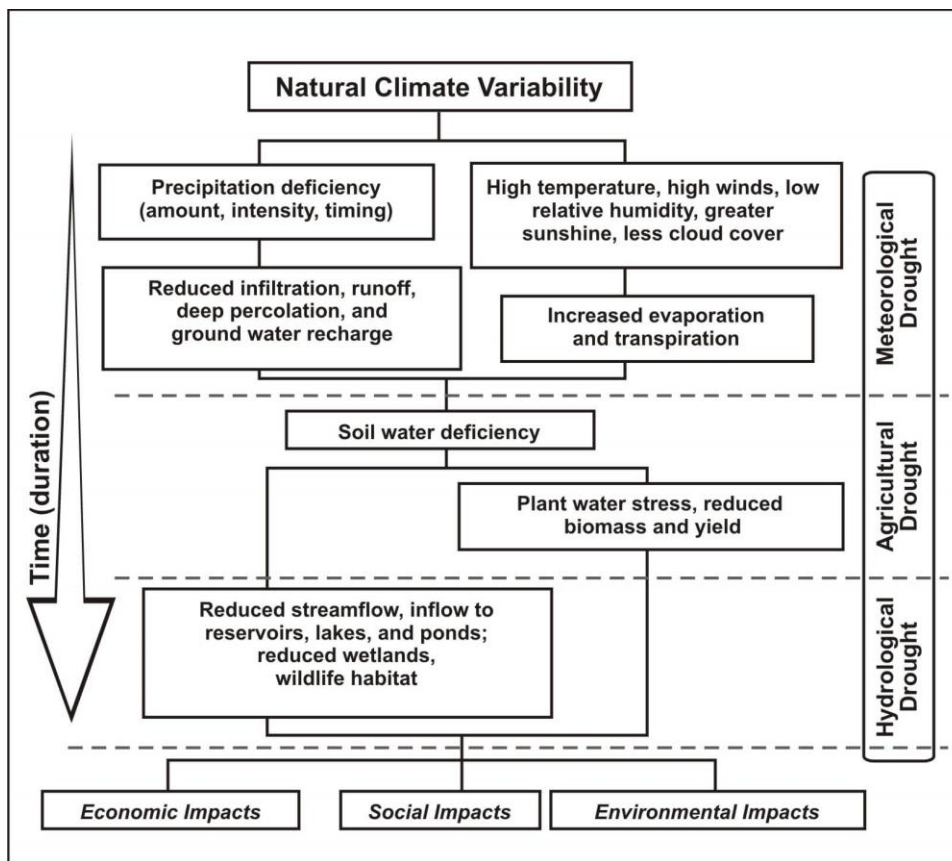 Natural Climate Variability
Precipitation deficiency
(amount, intensity, timing)
High temperature, high winds, low
relative humidity, greater
sunshine, less cloud cover
Reduced infiltration, runoff,
deep percolation, and
ground water recharge
Increased evaporation
and transpiration
Meteorological
Drought
Time (duration)
Soil water deficiency
Plant water stress, reduced
biomass and yield
Agricultural
Drought
Reduced streamflow, inflow to
reservoirs, lakes, and ponds;
reduced wetlands,
wildlife habitat
Hydrological
Drought
Economic Impacts
Social Impacts
Environmental Impacts